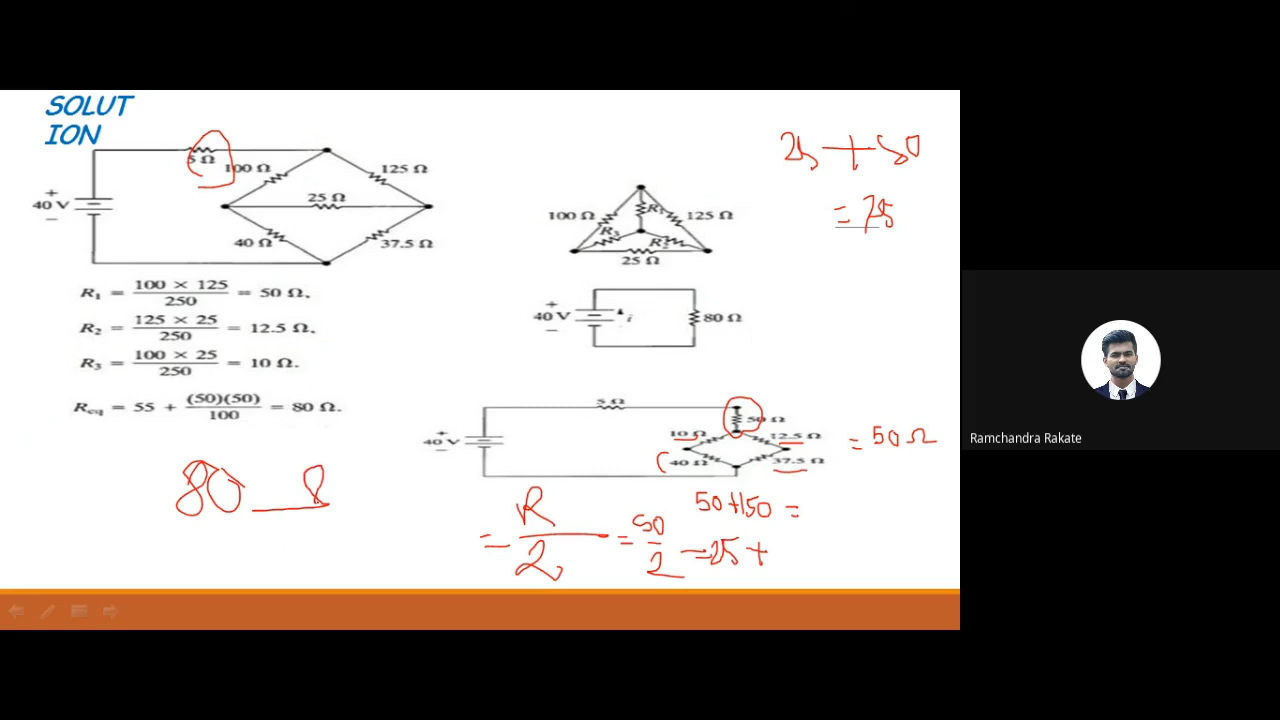 SOLUT
ION
5 Ω
100 Ω
125 Ω
25 Ω
40 Ω
37.5 Ω
+
40 V
−
R₁ = 100 × 125 / 250 = 50 Ω,
R₂ = 125 × 25 / 250 = 12.5 Ω,
R₃ = 100 × 25 / 250 = 10 Ω.
Req = 55 + (50)(50) / 100 = 80 Ω.
100 Ω
R₁
125 Ω
R₃
R₂
25 Ω
+
40 V
−
i
80 Ω
5 Ω
+
40 V
−
50 Ω
10 Ω
12.5 Ω
40 Ω
37.5 Ω
25 + 50
= 75
= 50 Ω
80
= R / 2 = 50 / 2 = 25 +
Ramchandra Rakate